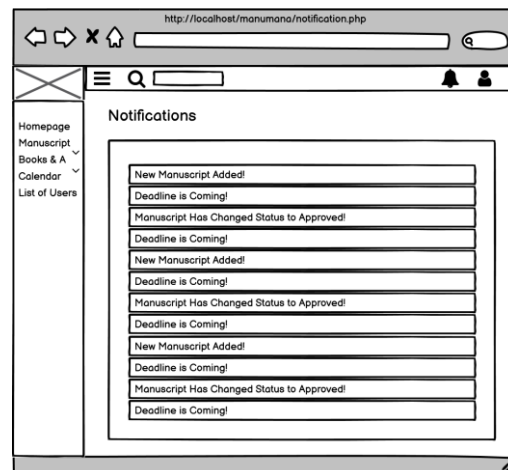 http://localhost/manumana/notification.php
Homepage
Manuscript
Books & A
Calendar
List of Users
Notifications
New Manuscript Added!
Deadline is Coming!
Manuscript Has Changed Status to Approved!
Deadline is Coming!
New Manuscript Added!
Deadline is Coming!
Manuscript Has Changed Status to Approved!
Deadline is Coming!
New Manuscript Added!
Deadline is Coming!
Manuscript Has Changed Status to Approved!
Deadline is Coming!